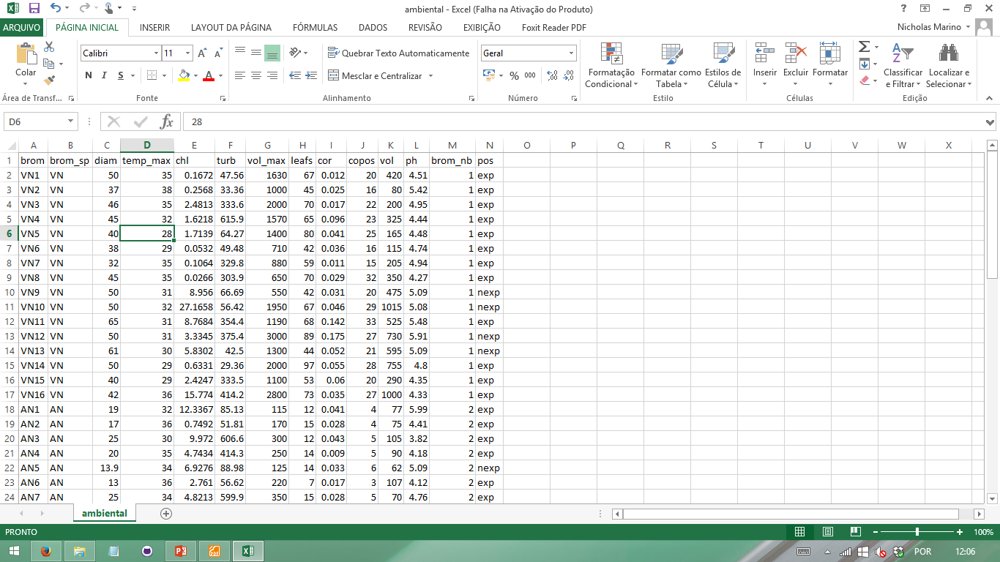 ambiental - Excel (Falha na Ativação do Produto)
ARQUIVO PÁGINA INICIAL INSERIR LAYOUT DA PÁGINA FÓRMULAS DADOS REVISÃO EXIBIÇÃO Foxit Reader PDF Nicholas Marino
Calibri 11 Quebrar Texto Automaticamente Geral
Colar N I S Mesclar e Centralizar % 000 Formatação Condicional Formatar como Tabela Estilos de Célula Inserir Excluir Formatar Classificar e Filtrar Localizar e Selecionar
Área de Transf... Fonte Alinhamento Número Estilo Células Edição
D6 fx 28
A B C D E F G H I J K L M N O P Q R S T U V W X
1 brom brom_sp diam temp_max chl turb vol_max leafs cor copos vol ph brom_nb pos
2 VN1 VN 50 35 0.1672 47.56 1630 67 0.012 20 420 4.51 1 exp
3 VN2 VN 37 38 0.2568 33.36 1000 45 0.025 16 80 5.42 1 exp
4 VN3 VN 46 35 2.4813 333.6 2000 70 0.017 22 200 4.95 1 exp
5 VN4 VN 45 32 1.6218 615.9 1570 65 0.096 23 325 4.44 1 exp
6 VN5 VN 40 28 1.7139 64.27 1400 80 0.041 25 165 4.48 1 exp
7 VN6 VN 38 29 0.0532 49.48 710 42 0.036 16 115 4.74 1 exp
8 VN7 VN 32 35 0.1064 329.8 880 59 0.011 15 205 4.94 1 exp
9 VN8 VN 45 35 0.0266 303.9 650 70 0.029 32 350 4.27 1 exp
10 VN9 VN 50 31 8.956 66.69 550 42 0.031 20 475 5.09 1 nexp
11 VN10 VN 50 32 27.1658 56.42 1950 67 0.046 29 1015 5.08 1 nexp
12 VN11 VN 65 31 8.7684 354.4 1190 68 0.142 33 525 5.48 1 exp
13 VN12 VN 50 31 3.3345 375.4 3000 89 0.175 27 730 5.91 1 nexp
14 VN13 VN 61 30 5.8302 42.5 1300 44 0.052 21 595 5.09 1 nexp
15 VN14 VN 50 29 0.6331 29.36 2000 97 0.055 28 755 4.8 1 exp
16 VN15 VN 40 29 2.4247 333.5 1100 53 0.06 20 290 4.35 1 exp
17 VN16 VN 42 36 15.774 414.2 2800 73 0.035 27 1000 4.33 1 exp
18 AN1 AN 19 32 12.3367 85.13 115 12 0.041 4 77 5.99 2 exp
19 AN2 AN 17 36 0.7492 51.81 170 15 0.028 4 75 4.41 2 exp
20 AN3 AN 25 30 9.972 606.6 300 12 0.043 5 105 3.82 2 exp
21 AN4 AN 20 35 4.7434 414.3 250 14 0.009 5 90 4.18 2 exp
22 AN5 AN 13.9 34 6.9276 88.98 125 14 0.033 6 62 5.09 2 nexp
23 AN6 AN 13 36 2.761 56.62 220 7 0.017 3 107 4.12 2 exp
24 AN7 AN 25 34 4.8213 599.9 350 15 0.028 5 70 4.76 2 exp
ambiental
PRONTO 100%
POR 12:06